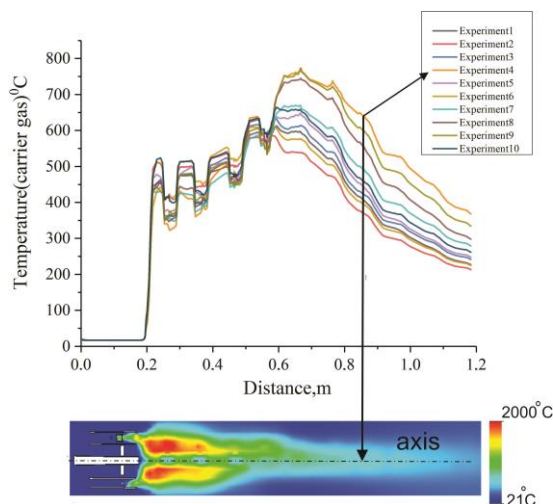 Temperature(carrier gas)⁰C
800
700
600
500
400
300
200
100
0
Experiment1
Experiment2
Experiment3
Experiment4
Experiment5
Experiment6
Experiment7
Experiment8
Experiment9
Experiment10
0.0 0.2 0.4 0.6 0.8 1.0 1.2
Distance,m
axis
2000°C
21°C